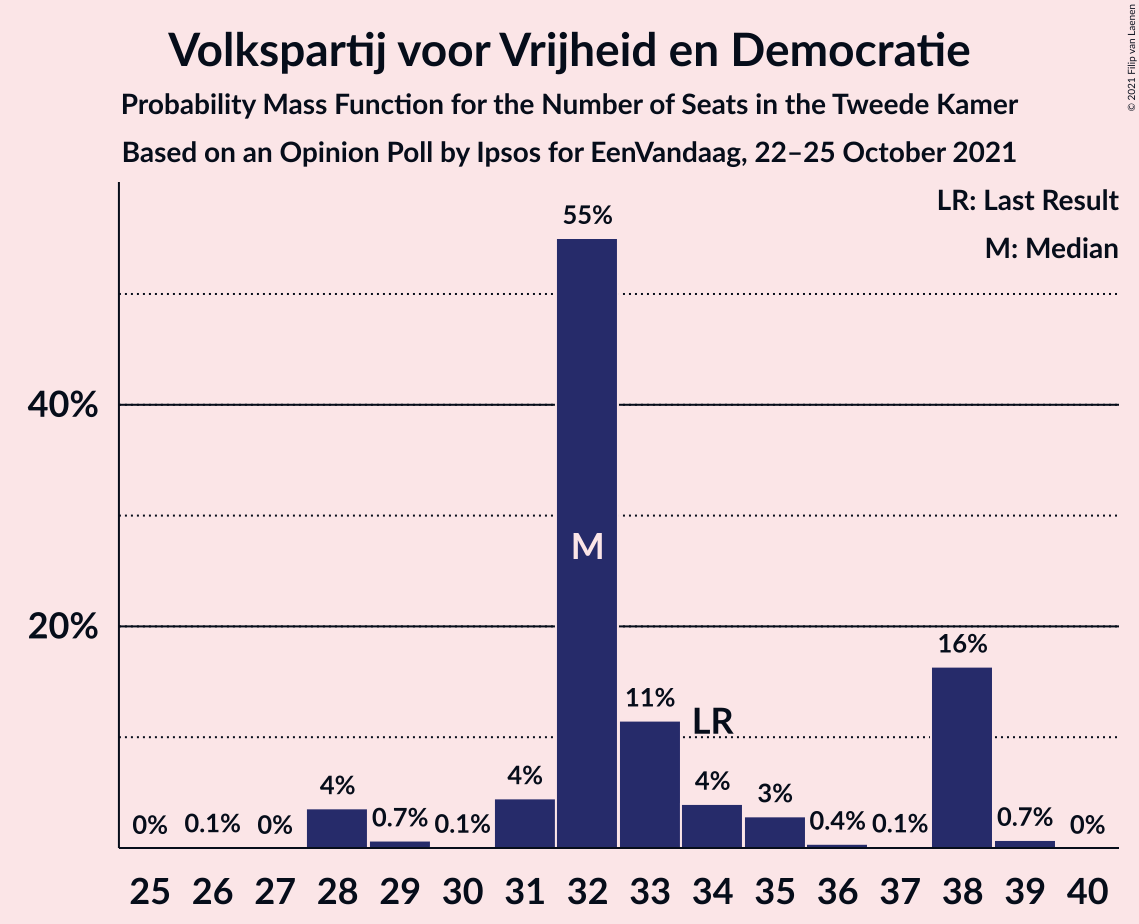 Volkspartij voor Vrijheid en Democratie
Probability Mass Function for the Number of Seats in the Tweede Kamer
Based on an Opinion Poll by Ipsos for EenVandaag, 22–25 October 2021
© 2021 Filip van Laenen
LR: Last Result
M: Median
40%
20%
0%
0.1%
0%
4%
0.7%
0.1%
4%
55%
M
11%
LR
4%
3%
0.4%
0.1%
16%
0.7%
0%
25 26 27 28 29 30 31 32 33 34 35 36 37 38 39 40